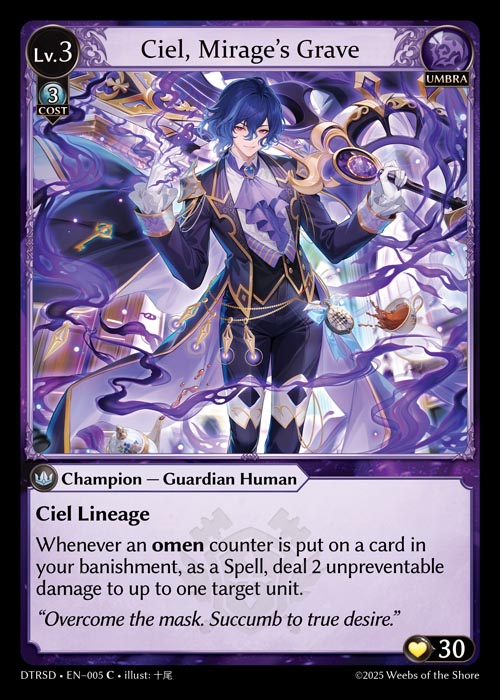 Lv.3
Ciel, Mirage's Grave
UMBRA
3
COST
Champion — Guardian Human
Ciel Lineage
Whenever an omen counter is put on a card in
your banishment, as a Spell, deal 2 unpreventable
damage to up to one target unit.
“Overcome the mask. Succumb to true desire.”
30
DTRSD • EN–005 C • illust: 十尾
©2025 Weebs of the Shore